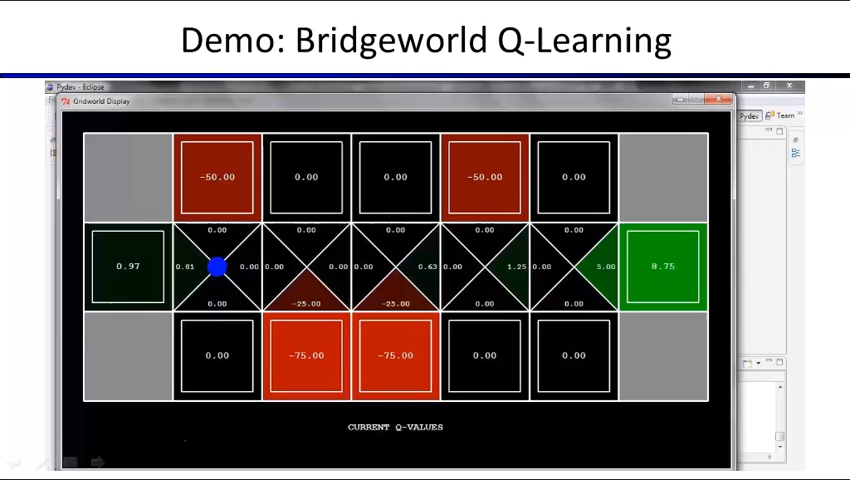 Demo: Bridgeworld Q-Learning
Pydev - Eclipse
Gridworld Display
Pydev Team
-50.00 0.00 0.00 -50.00 0.00
0.00 0.00 0.00 0.00 0.00
0.97 0.81 0.00 0.00 0.00 0.00 0.63 0.00 1.25 0.00 5.00 8.75
0.00 -25.00 -25.00 0.00 0.00
0.00 -75.00 -75.00 0.00 0.00
CURRENT Q-VALUES